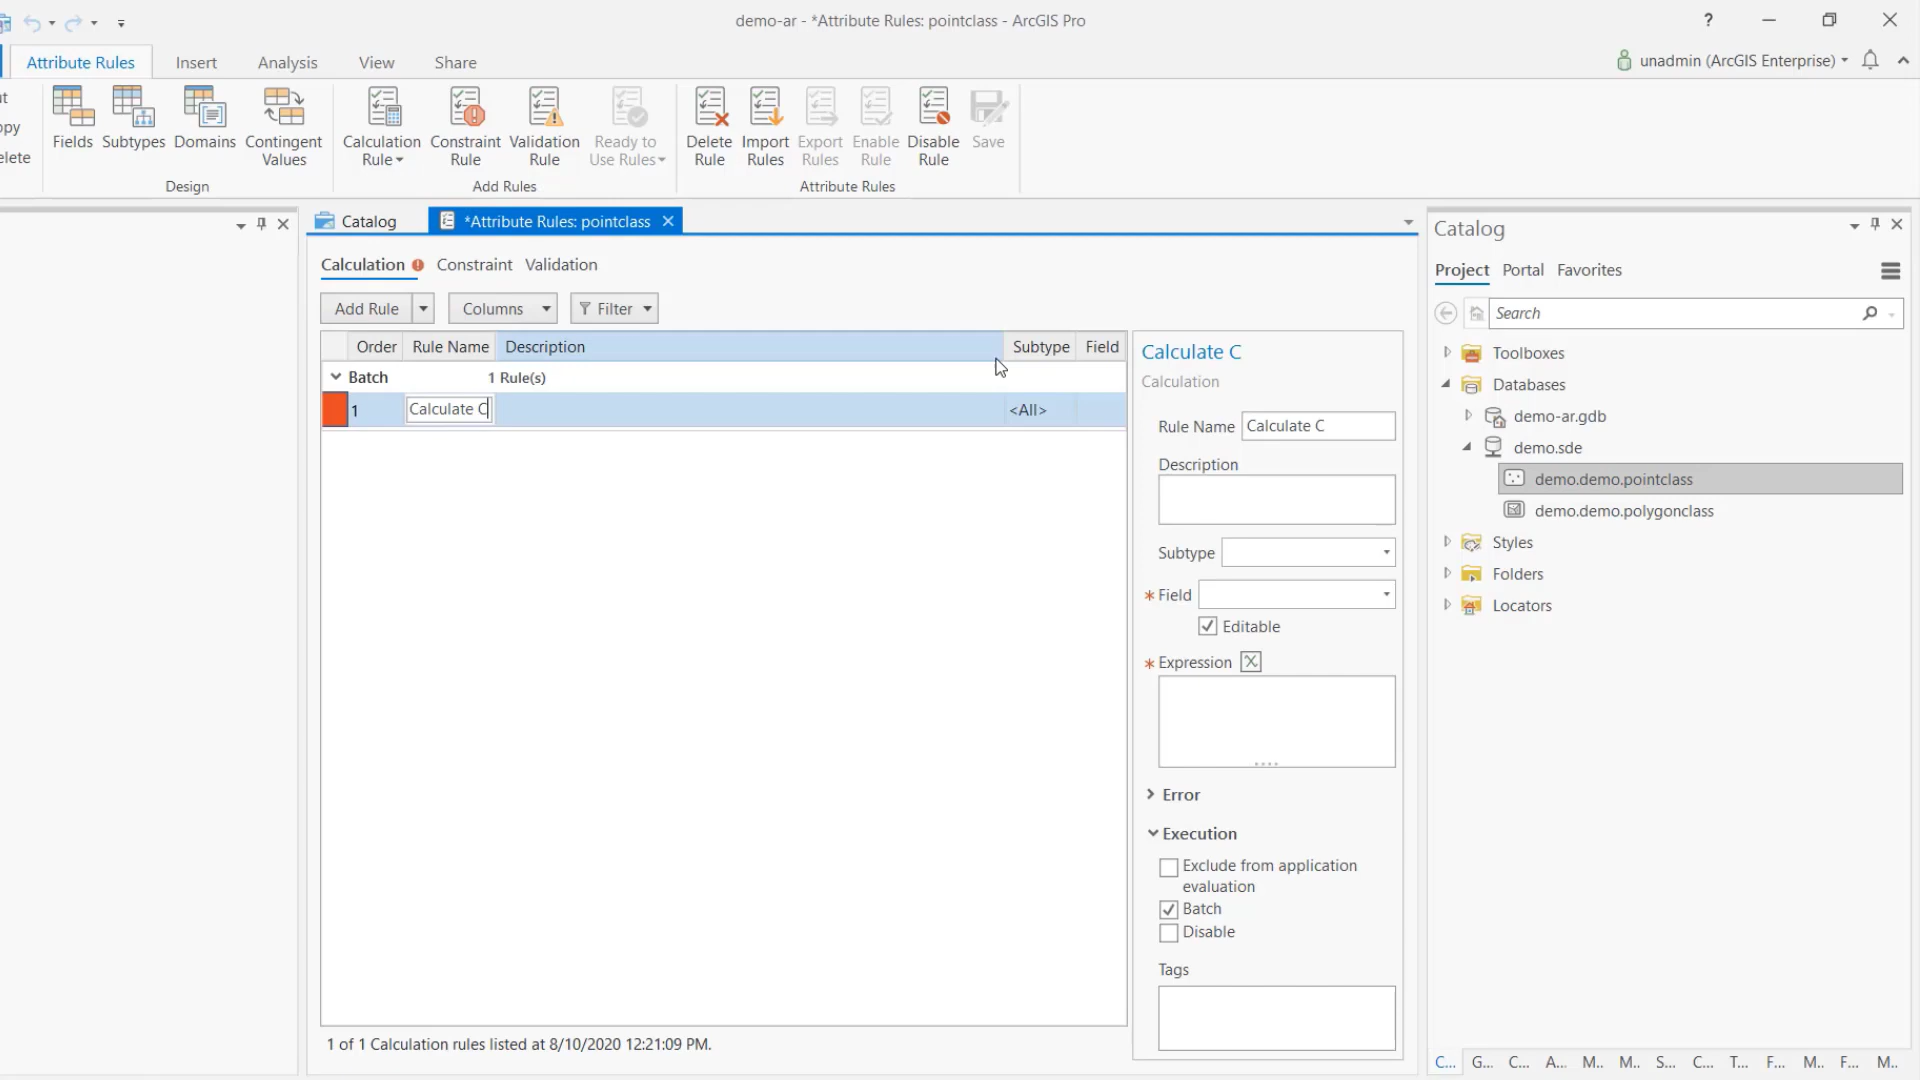 demo-ar - *Attribute Rules: pointclass - ArcGIS Pro
?
Attribute Rules Insert Analysis View Share
unadmin (ArcGIS Enterprise)
Fields Subtypes Domains Contingent Values
Calculation Rule Constraint Rule Validation Rule Ready to Use Rules
Delete Rule Import Rules Export Rules Enable Rule Disable Rule Save
Design Add Rules Attribute Rules
Catalog *Attribute Rules: pointclass
Calculation Constraint Validation
Add Rule Columns Filter
Order Rule Name Description Subtype Field
Batch 1 Rule(s)
1 Calculate C <All>
1 of 1 Calculation rules listed at 8/10/2020 12:21:09 PM.
Calculate C
Calculation
Rule Name Calculate C
Description
Subtype
* Field
Editable
* Expression
Error
Execution
Exclude from application
evaluation
Batch
Disable
Tags
Catalog
Project Portal Favorites
Search
Toolboxes
Databases
demo-ar.gdb
demo.sde
demo.demo.pointclass
demo.demo.polygonclass
Styles
Folders
Locators
C... G... C... A... M.. M.. S... C... T... F... M.. F... M..